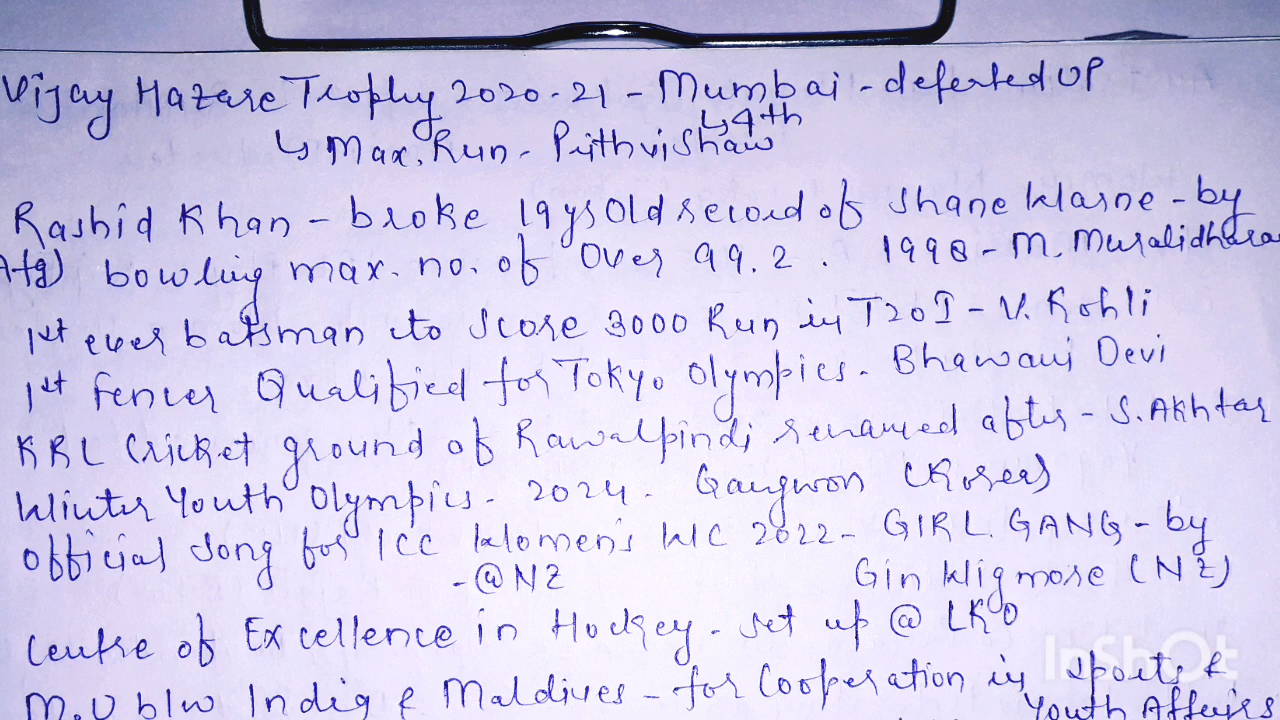 Vijay Hazare Trophy 2020-21 - Mumbai - defeated UP
↳ 4th
↳ Max. Run - Prithvi Shaw
Rashid Khan - broke 19 yrs old record of Shane Warne - by
(Afg) bowling max. no. of Over 99.2. 1998 - M. Muralidhara
1st ever batsman to Score 3000 Run in T20I - V. Kohli
1st Fencer Qualified for Tokyo Olympics - Bhawani Devi
KRL Cricket ground of Rawalpindi renamed after - S. Akhtar
Winter Youth Olympics - 2024 - Gangwon (Korea)
Official Song for ICC Women's WC 2022 - GIRL GANG - by
- @NZ Gin Wigmore (NZ)
Centre of Excellence in Hockey - set up @ LKO
M.U b/w India & Maldives - for Cooperation in sports &
Youth Affairs
InShOt